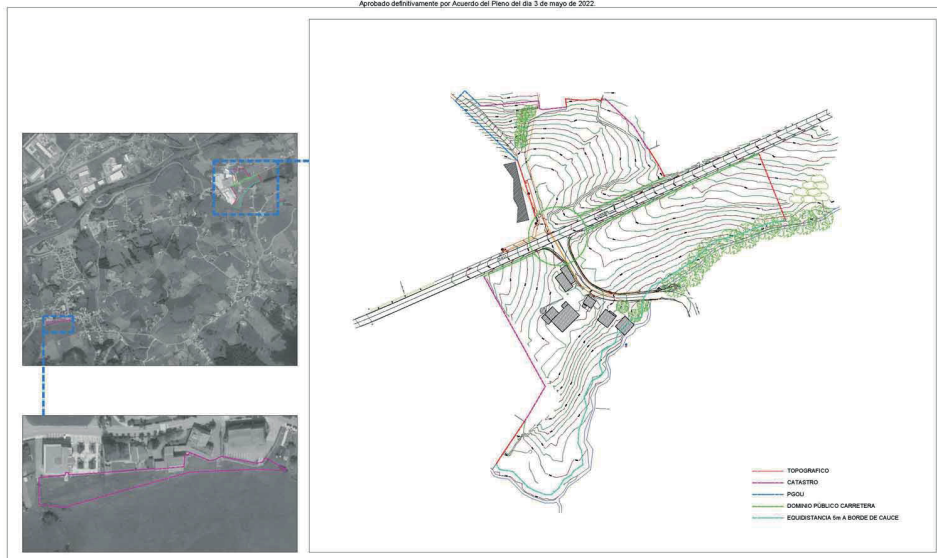 Aprobado definitivamente por Acuerdo del Pleno del día 3 de mayo de 2022.
TOPOGRAFICO
CATASTRO
PGOU
DOMINIO PÚBLICO CARRETERA
EQUIDISTANCIA 5m A BORDE DE CAUCE